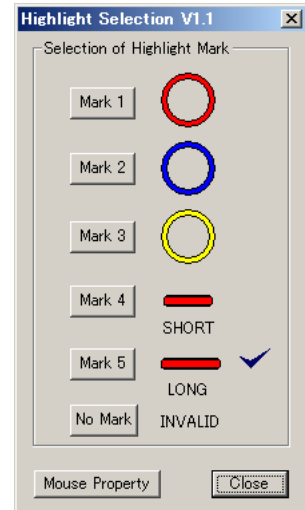 Highlight Selection V1.1
Selection of Highlight Mark
Mark 1
Mark 2
Mark 3
Mark 4
SHORT
Mark 5
LONG
No Mark INVALID
Mouse Property Close